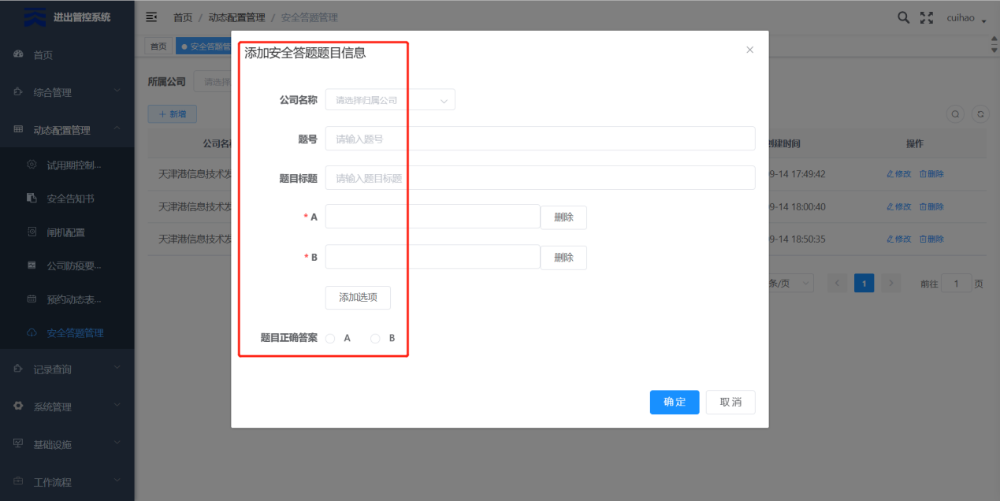 进出管控系统
首页 / 动态配置管理 / 安全答题管理
cuihao
首页
综合管理
动态配置管理
试用期控制...
安全告知书
闸机配置
公司防疫要...
预约动态表...
安全答题管理
记录查询
系统管理
基础设施
工作流程
首页
安全答题管
所属公司
请选择
+ 新增
公司名
创建时间
操作
天津港信息技术发
9-14 17:49:42
修改 删除
天津港信息技术发
9-14 18:00:40
修改 删除
天津港信息技术发
9-14 18:50:35
修改 删除
条/页
1
前往 1 页
添加安全答题题目信息
公司名称 请选择归属公司
题号 请输入题号
题目标题 请输入题目标题
* A 删除
* B 删除
添加选项
题目正确答案 A B
确 定 取 消